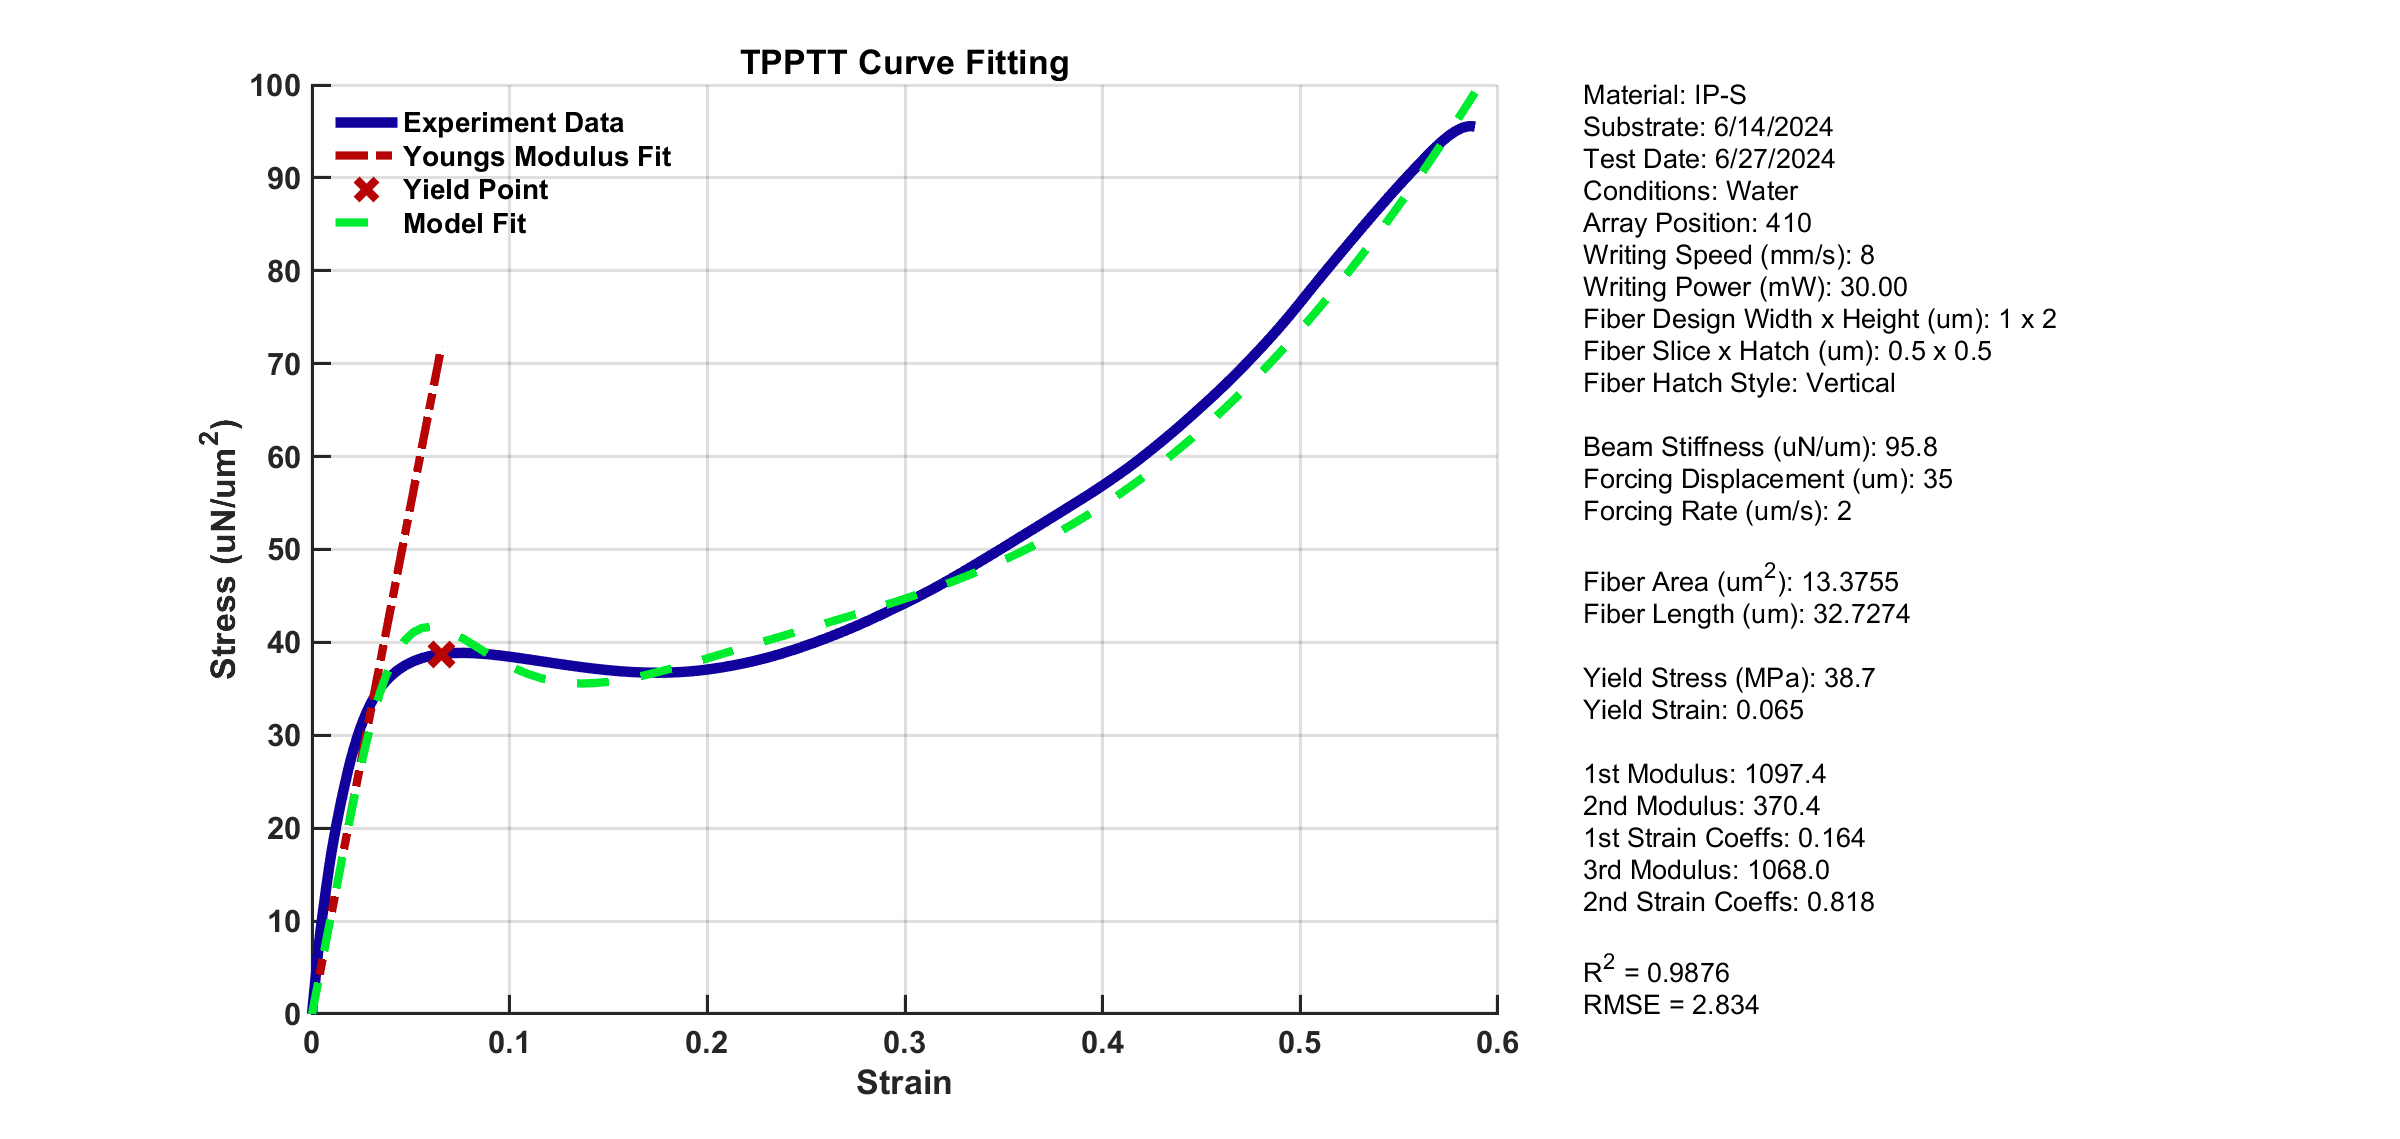 TPPTT Curve Fitting
100
90
80
70
60
50
40
30
20
10
0
Stress (uN/um²)
Experiment Data
Youngs Modulus Fit
Yield Point
Model Fit
0 0.1 0.2 0.3 0.4 0.5 0.6
Strain
Material: IP-S
Substrate: 6/14/2024
Test Date: 6/27/2024
Conditions: Water
Array Position: 410
Writing Speed (mm/s): 8
Writing Power (mW): 30.00
Fiber Design Width x Height (um): 1 x 2
Fiber Slice x Hatch (um): 0.5 x 0.5
Fiber Hatch Style: Vertical
Beam Stiffness (uN/um): 95.8
Forcing Displacement (um): 35
Forcing Rate (um/s): 2
Fiber Area (um²): 13.3755
Fiber Length (um): 32.7274
Yield Stress (MPa): 38.7
Yield Strain: 0.065
1st Modulus: 1097.4
2nd Modulus: 370.4
1st Strain Coeffs: 0.164
3rd Modulus: 1068.0
2nd Strain Coeffs: 0.818
R² = 0.9876
RMSE = 2.834